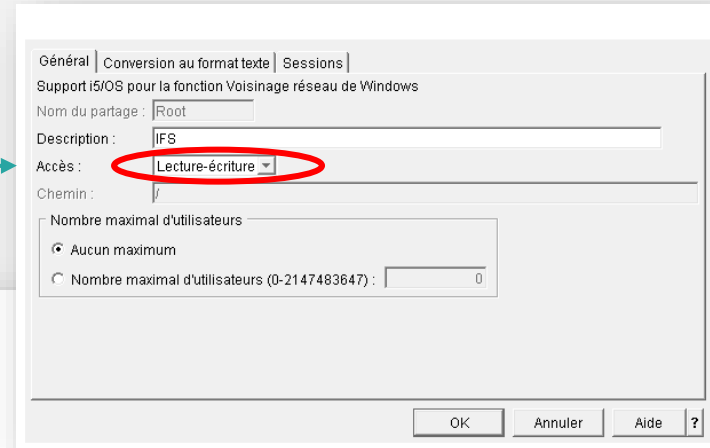 Général Conversion au format texte Sessions
Support i5/OS pour la fonction Voisinage réseau de Windows
Nom du partage : Root
Description : IFS
Accès : Lecture-écriture
Chemin : /
Nombre maximal d'utilisateurs
Aucun maximum
Nombre maximal d'utilisateurs (0-2147483647) : 0
OK Annuler Aide ?